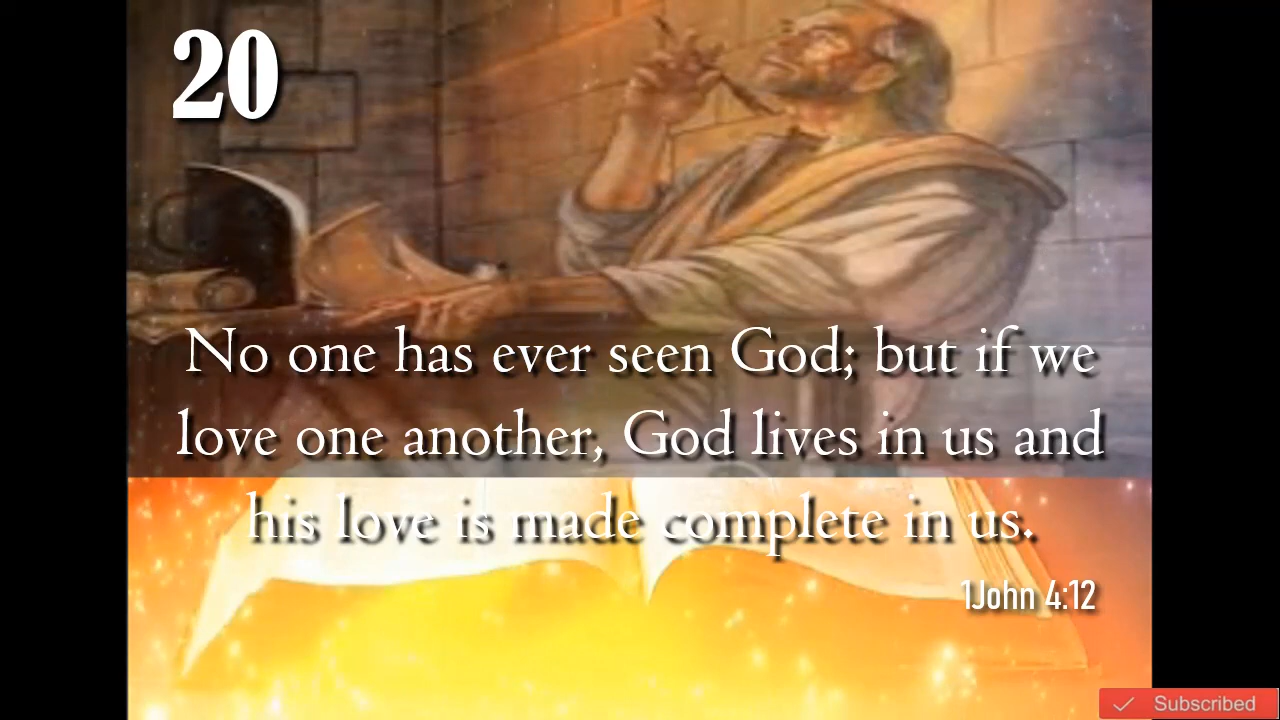 20
No one has ever seen God; but if we
love one another, God lives in us and
his love is made complete in us.
1John 4:12
Subscribed